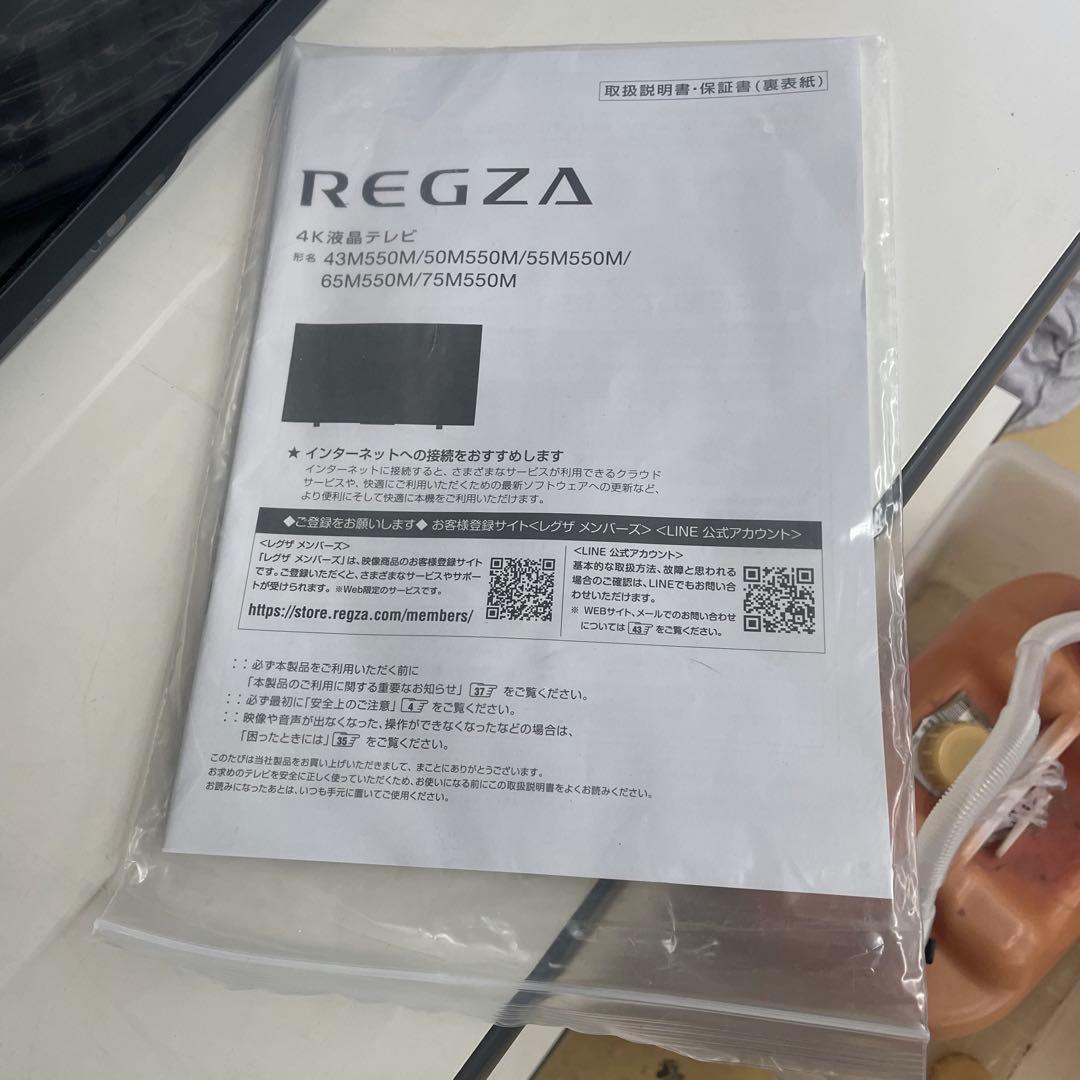 取扱説明書・保証書(裏表紙)
REGZA
4K液晶テレビ
形名 43M550M/50M550M/55M550M/
65M550M/75M550M
★ インターネットへの接続をおすすめします
インターネットに接続すると、さまざまなサービスが利用できるクラウド
サービスや、快適にご利用いただくための最新ソフトウェアへの更新など、
より便利にそして快適に本機をご利用いただけます。
◆ご登録をお願いします◆ お客様登録サイト<レグザ メンバーズ> <LINE 公式アカウント>
<レグザ メンバーズ>
「レグザ メンバーズ」は、映像商品のお客様登録サイト
です。ご登録いただくと、さまざまなサービスやサポー
トが受けられます。※Web限定のサービスです。
https://store.regza.com/members/
<LINE 公式アカウント>
基本的な取扱方法、故障と思われる
場合のご確認は、LINEでもお問い合
わせいただけます。
※ WEBサイト、メールでのお問い合わせ
については 43 をご覧ください。
：：必ず本製品をご利用いただく前に
「本製品のご利用に関する重要なお知らせ」 37 をご覧ください。
：：必ず最初に「安全上のご注意」 4 をご覧ください。
：：映像や音声が出なくなった、操作ができなくなったなどの場合は、
「困ったときには」 35 をご覧ください。
このたびは当社製品をお買い上げいただきまして、まことにありがとうございます。
お求めのテレビを安全に正しく使っていただくため、お使いになる前にこの取扱説明書をよくお読みください。
お読みになったあとは、いつも手元に置いてご使用ください。